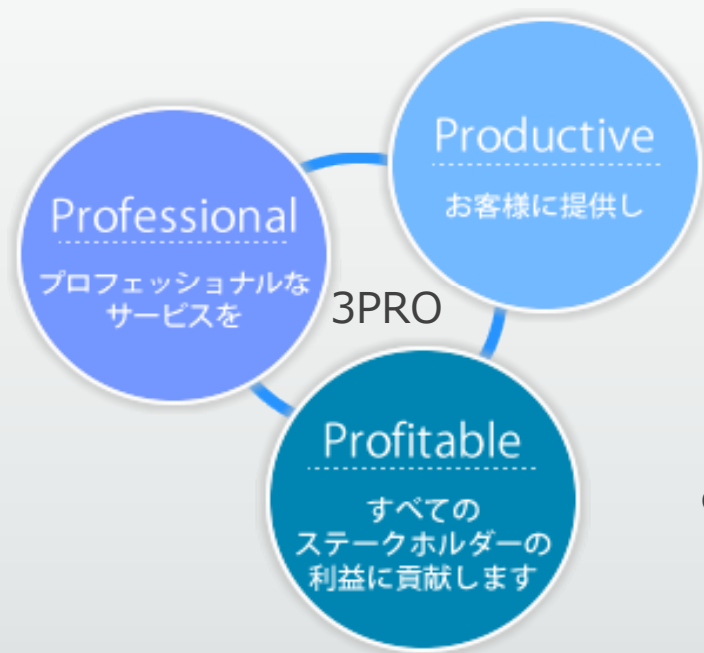 Professional
プロフェッショナルな
サービスを
Productive
お客様に提供し
3PRO
Profitable
すべての
ステークホルダーの
利益に貢献します